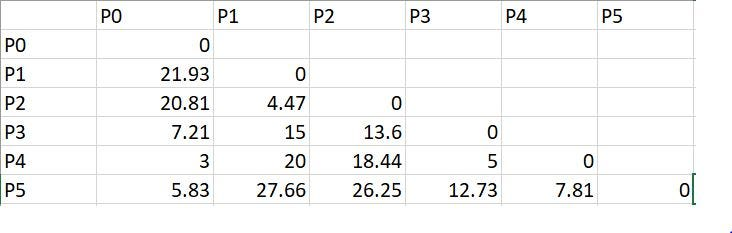 P0 P1 P2 P3 P4 P5
P0 0
P1 21.93 0
P2 20.81 4.47 0
P3 7.21 15 13.6 0
P4 3 20 18.44 5 0
P5 5.83 27.66 26.25 12.73 7.81 0